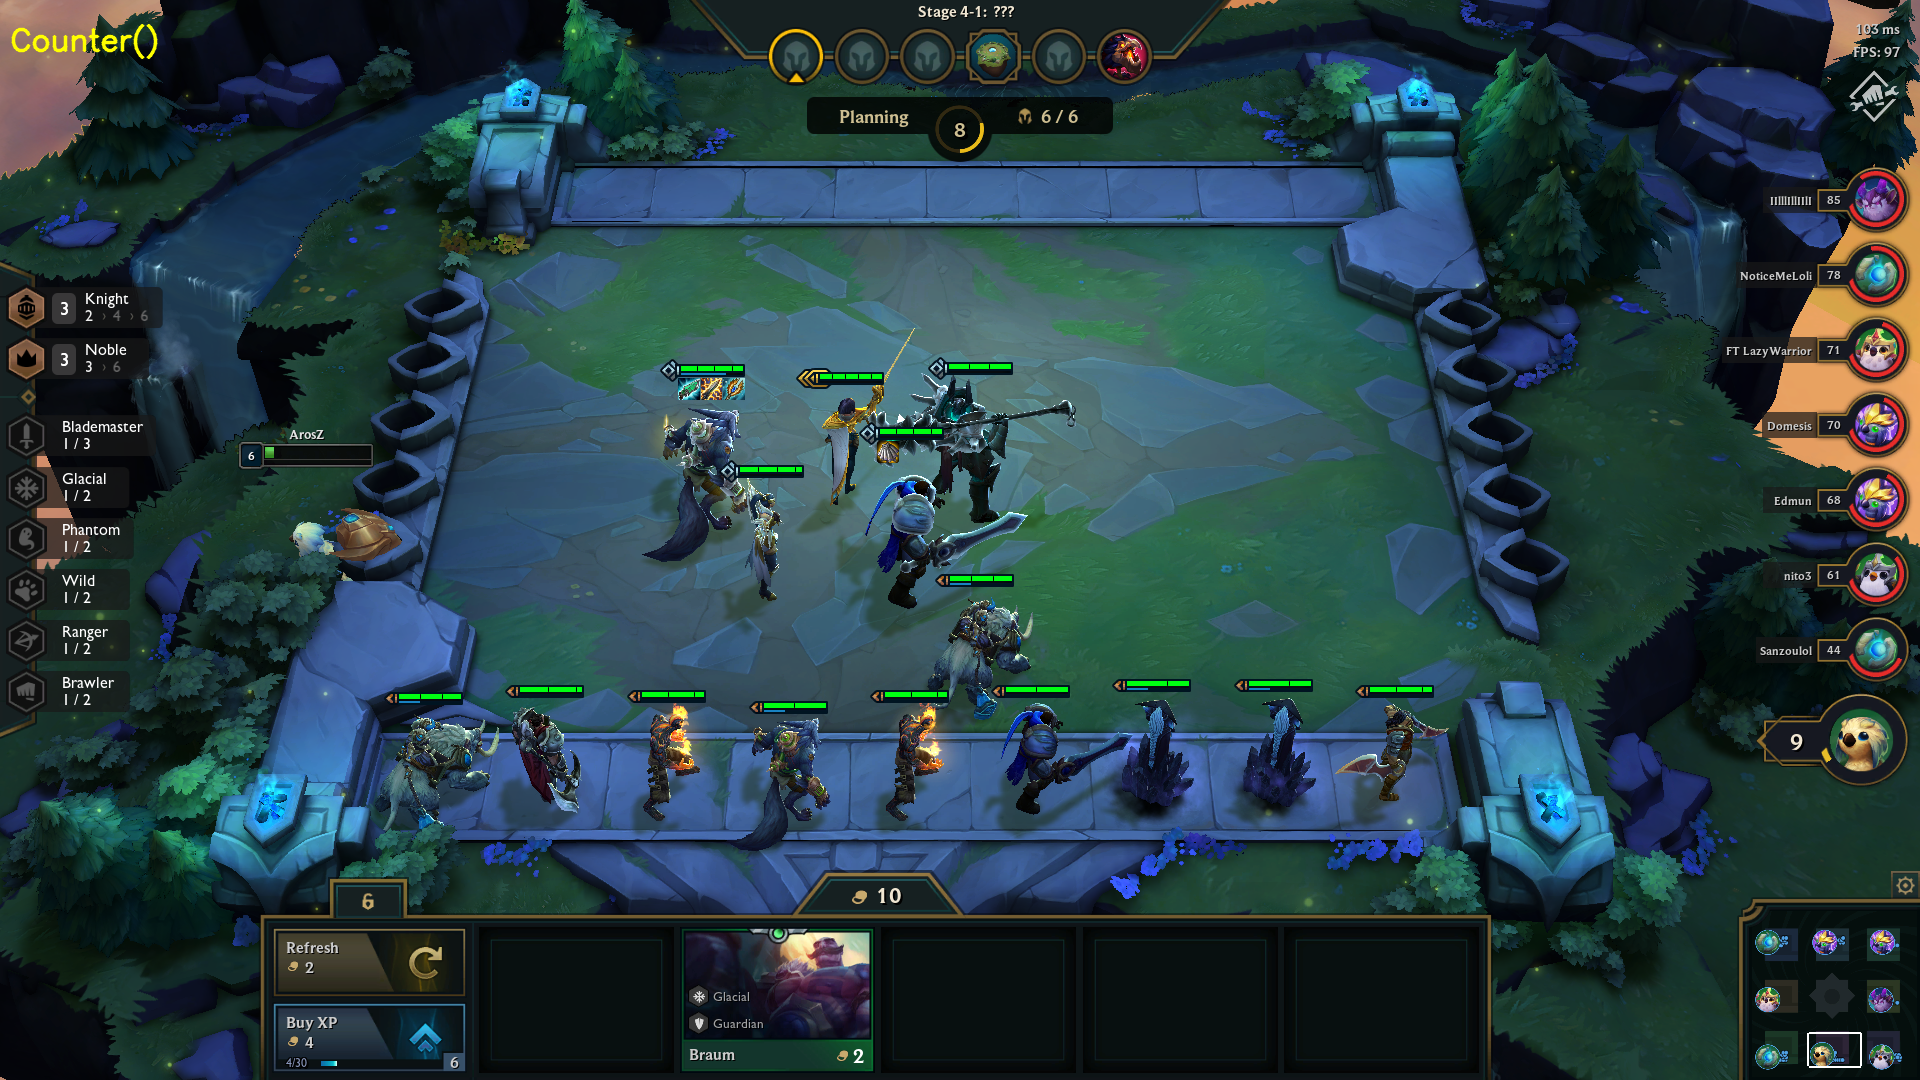 Counter()
Stage 4-1: ???
103 ms
FPS: 97
Planning
8
6 / 6
IIIIIIIIIIII 85
NoticeMeLoli 78
FT LazyWarrior 71
Domesis 70
Edmun 68
nito3 61
Sanzoulol 44
9
3 Knight
2 › 4 › 6
3 Noble
3 › 6
Blademaster
1 / 3
Glacial
1 / 2
Phantom
1 / 2
Wild
1 / 2
Ranger
1 / 2
Brawler
1 / 2
ArosZ
6
6
10
Refresh
2
Buy XP
4
4/30
6
Glacial
Guardian
Braum 2